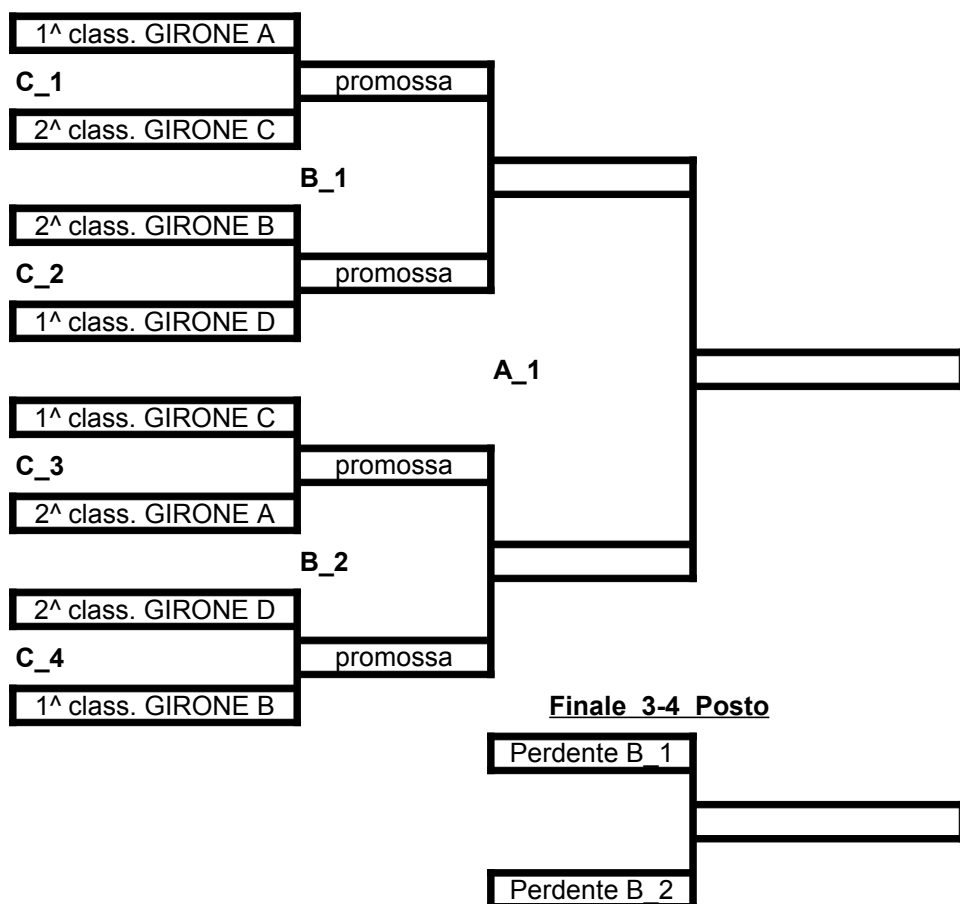 1^ class. GIRONE A
C_1
promossa
2^ class. GIRONE C
B_1
2^ class. GIRONE B
C_2
promossa
1^ class. GIRONE D
A_1
1^ class. GIRONE C
C_3
promossa
2^ class. GIRONE A
B_2
2^ class. GIRONE D
C_4
promossa
1^ class. GIRONE B
Finale 3-4 Posto
Perdente B_1
Perdente B_2